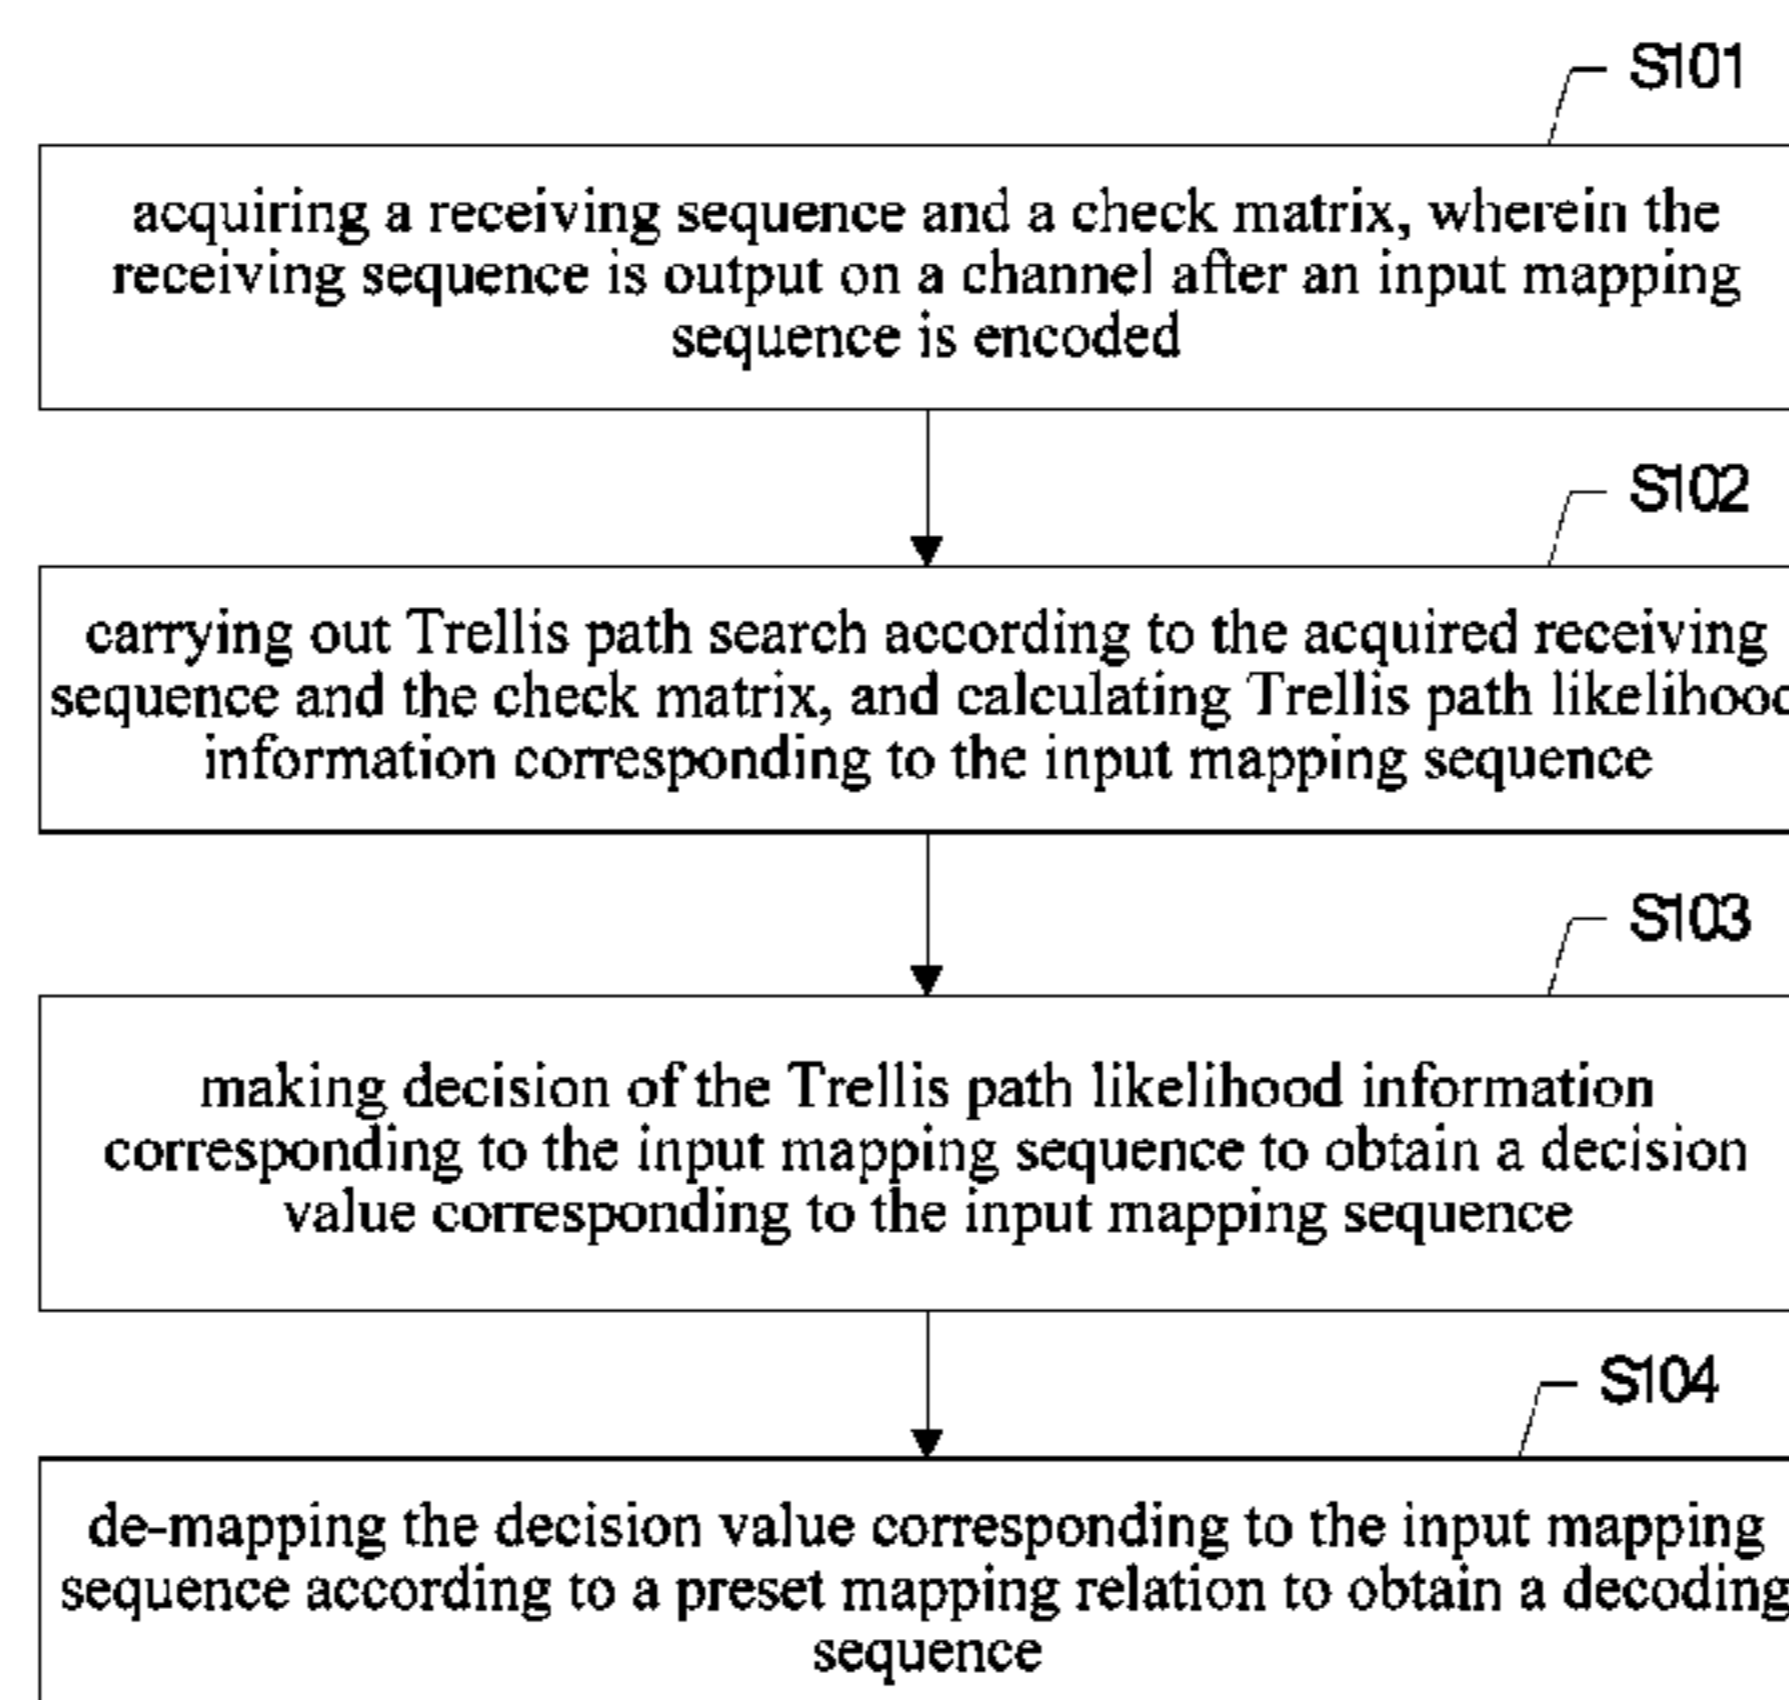 S101
acquiring a receiving sequence and a check matrix, wherein the
receiving sequence is output on a channel after an input mapping
sequence is encoded
S102
carrying out Trellis path search according to the acquired receiving
sequence and the check matrix, and calculating Trellis path likelihood
information corresponding to the input mapping sequence
S103
making decision of the Trellis path likelihood information
corresponding to the input mapping sequence to obtain a decision
value corresponding to the input mapping sequence
S104
de-mapping the decision value corresponding to the input mapping
sequence according to a preset mapping relation to obtain a decoding
sequence